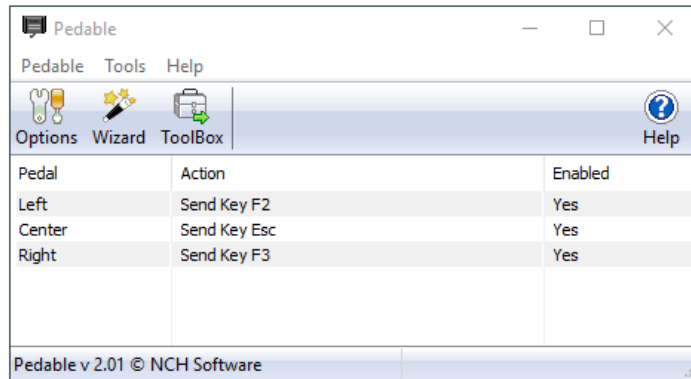 Pedable
Pedable Tools Help
Options Wizard ToolBox Help
Pedal Action Enabled
Left Send Key F2 Yes
Center Send Key Esc Yes
Right Send Key F3 Yes
Pedable v 2.01 © NCH Software